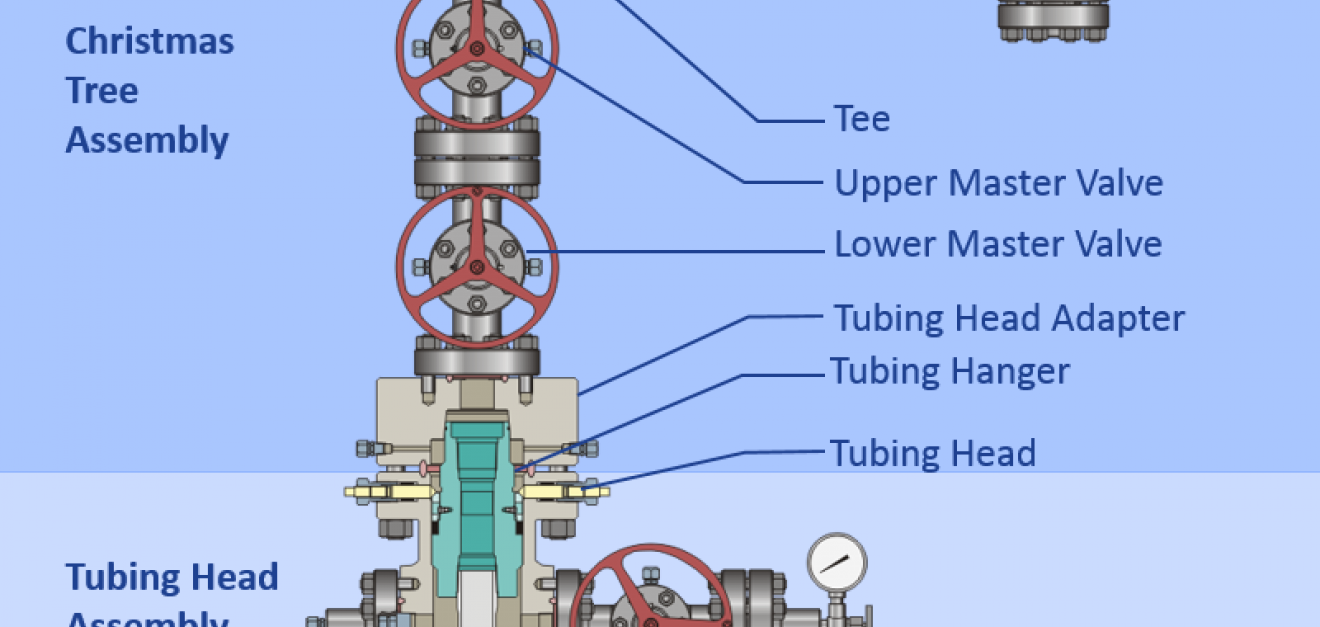 Christmas
Tree
Assembly
Tee
Upper Master Valve
Lower Master Valve
Tubing Head Adapter
Tubing Hanger
Tubing Head
Tubing Head
Assembly